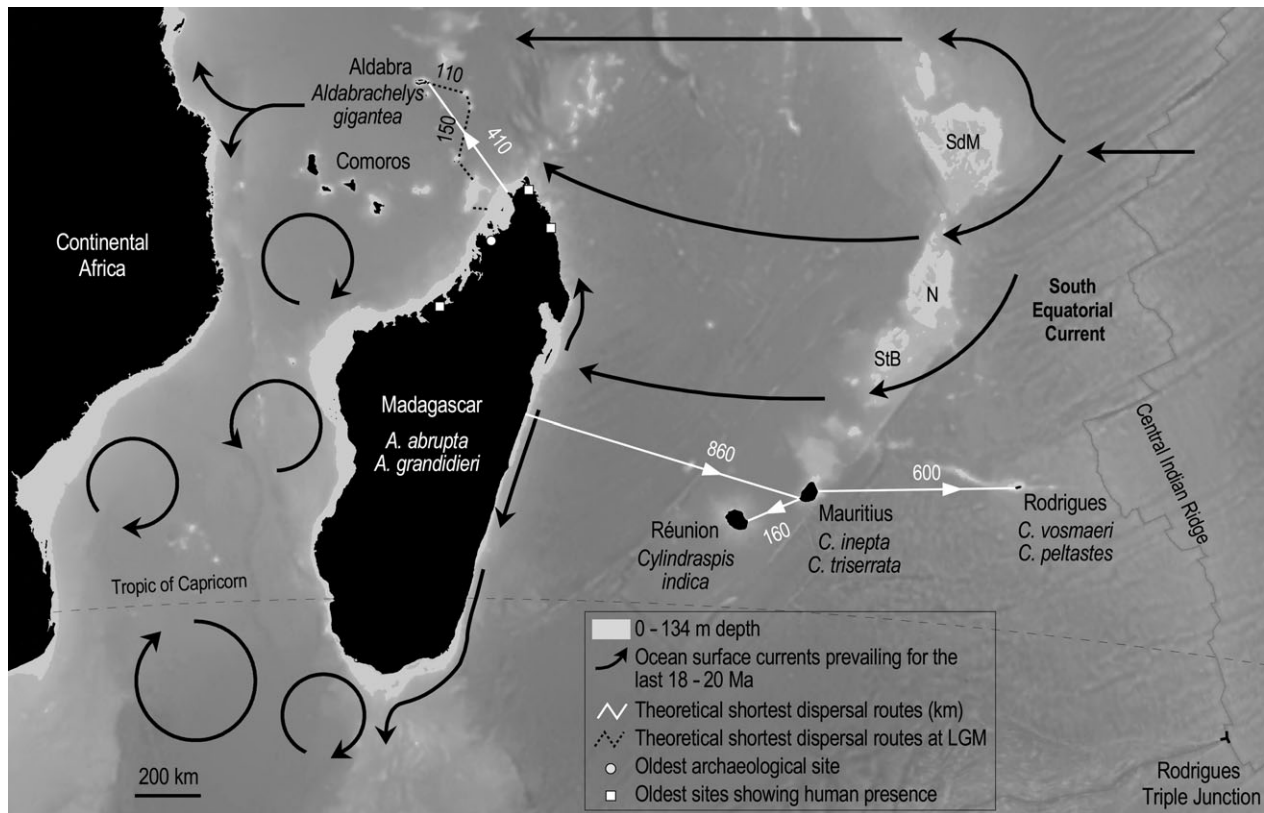 Aldabra
Aldabrachelys
gigantea
110
150
410
Comoros
SdM
Continental
Africa
N
South
Equatorial
Current
StB
Madagascar
A. abrupta
A. grandidieri
860
600
160
Réunion
Cylindraspis
indica
Mauritius
C. inepta
C. triserrata
Rodrigues
C. vosmaeri
C. peltastes
Central Indian Ridge
Tropic of Capricorn
0 – 134 m depth
Ocean surface currents prevailing for the
last 18 – 20 Ma
Theoretical shortest dispersal routes (km)
Theoretical shortest dispersal routes at LGM
Oldest archaeological site
Oldest sites showing human presence
200 km
Rodrigues
Triple Junction